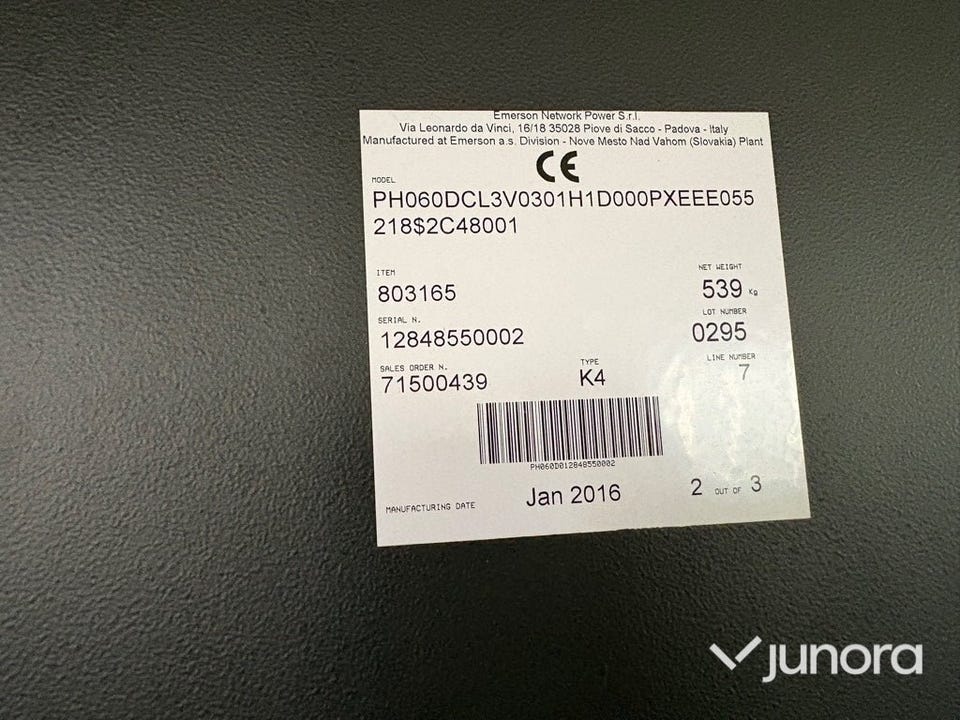 Emerson Network Power S.r.l.
Via Leonardo da Vinci, 16/18 35028 Piove di Sacco - Padova - Italy
Manufactured at Emerson a.s. Division - Nove Mesto Nad Vahom (Slovakia) Plant
CE
MODEL
PH060DCL3V0301H1D000PXEEE055
218$2C48001
ITEM
803165
NET WEIGHT
539 Kg
SERIAL N.
12848550002
LOT NUMBER
0295
SALES ORDER N.
71500439
TYPE
K4
LINE NUMBER
7
PH060D012848550002
MANUFACTURING DATE
Jan 2016
2 OUT OF 3
junora